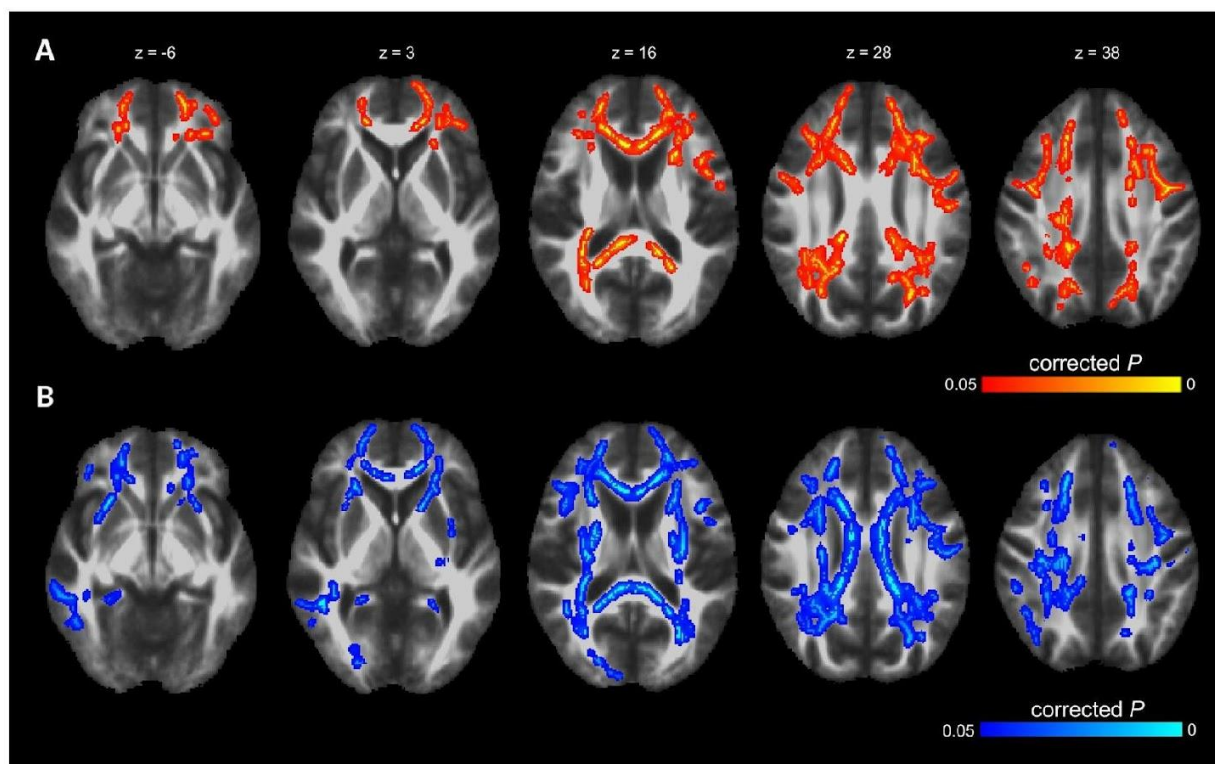 A
z = -6
z = 3
z = 16
z = 28
z = 38
corrected P
0.05
0
B
corrected P
0.05
0